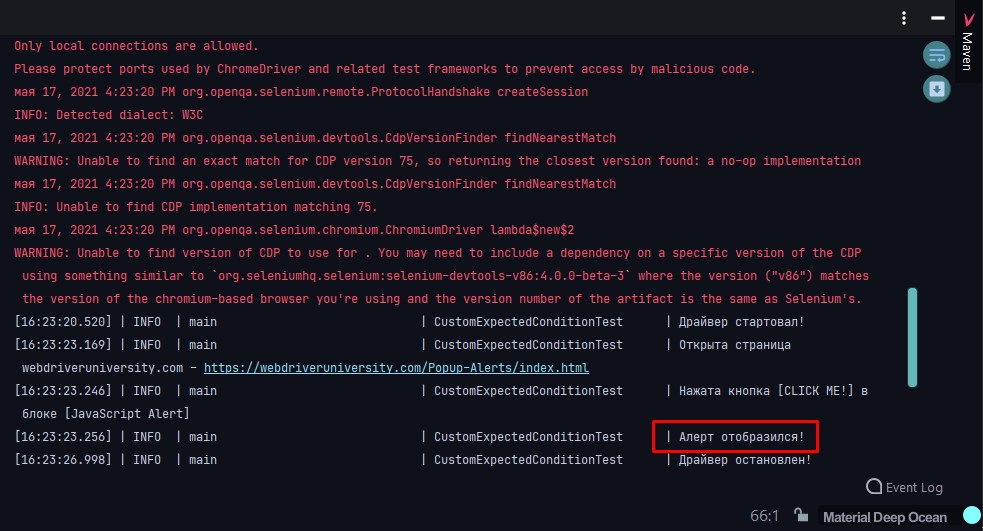 Maven
Only local connections are allowed.
Please protect ports used by ChromeDriver and related test frameworks to prevent access by malicious code.
мая 17, 2021 4:23:20 PM org.openqa.selenium.remote.ProtocolHandshake createSession
INFO: Detected dialect: W3C
мая 17, 2021 4:23:20 PM org.openqa.selenium.devtools.CdpVersionFinder findNearestMatch
WARNING: Unable to find an exact match for CDP version 75, so returning the closest version found: a no-op implementation
мая 17, 2021 4:23:20 PM org.openqa.selenium.devtools.CdpVersionFinder findNearestMatch
INFO: Unable to find CDP implementation matching 75.
мая 17, 2021 4:23:20 PM org.openqa.selenium.chromium.ChromiumDriver lambda$new$2
WARNING: Unable to find version of CDP to use for . You may need to include a dependency on a specific version of the CDP
using something similar to `org.seleniumhq.selenium:selenium-devtools-v86:4.0.0-beta-3` where the version ("v86") matches
the version of the chromium-based browser you're using and the version number of the artifact is the same as Selenium's.
[16:23:20.520] | INFO | main | CustomExpectedConditionTest | Драйвер стартовал!
[16:23:23.169] | INFO | main | CustomExpectedConditionTest | Открыта страница
webdriveruniversity.com – https://webdriveruniversity.com/Popup-Alerts/index.html
[16:23:23.246] | INFO | main | CustomExpectedConditionTest | Нажата кнопка [CLICK ME!] в
блоке [JavaScript Alert]
[16:23:23.256] | INFO | main | CustomExpectedConditionTest | Алерт отобразился!
[16:23:26.998] | INFO | main | CustomExpectedConditionTest | Драйвер остановлен!
Event Log
66:1 Material Deep Ocean